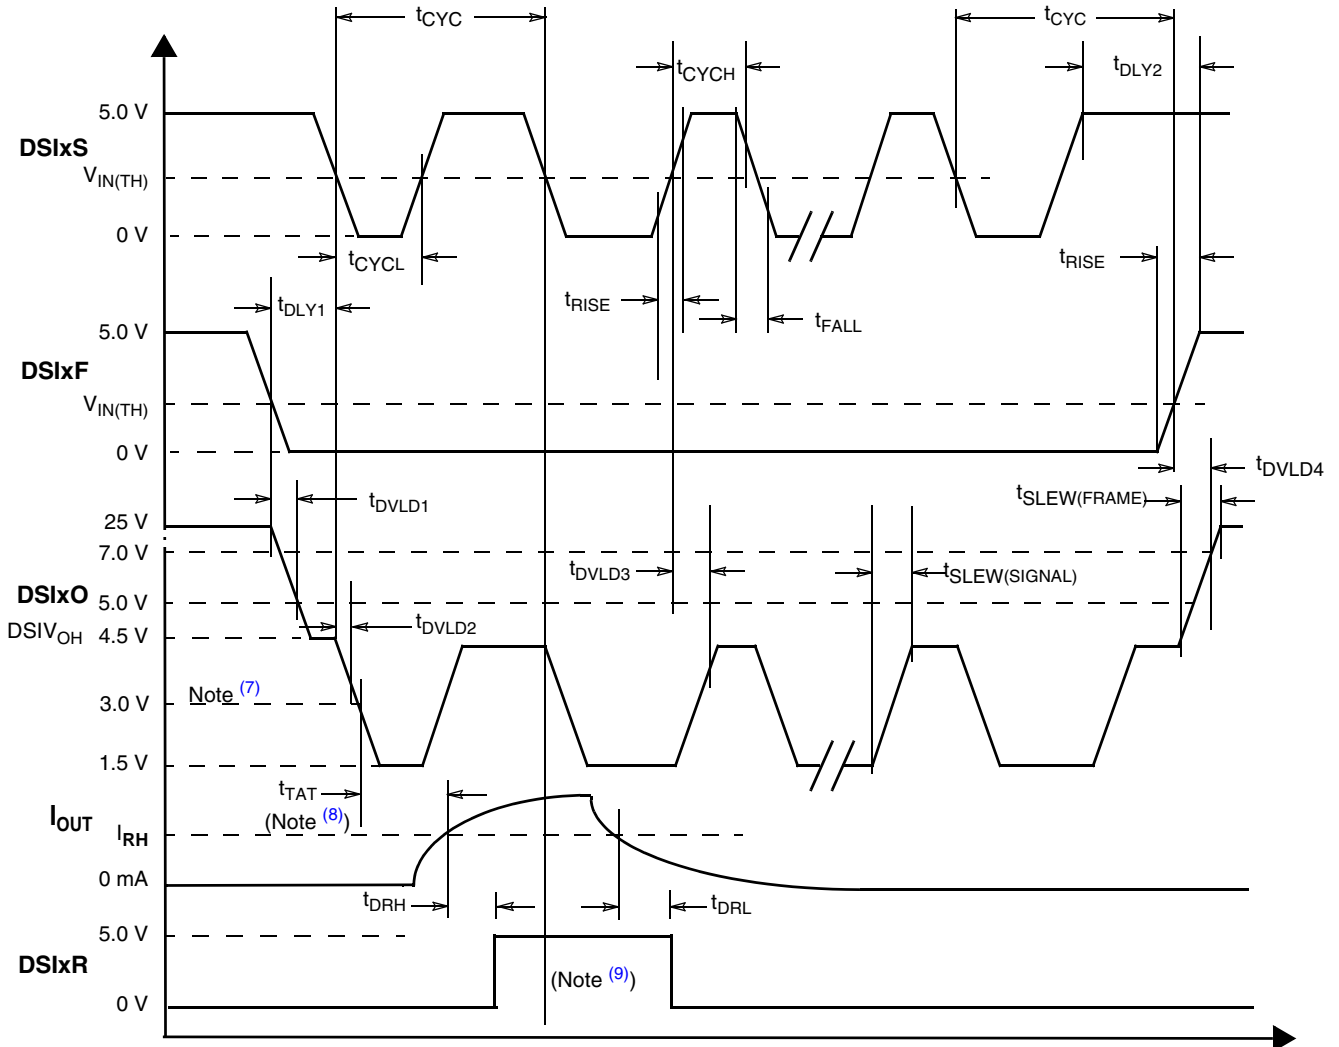 tCYC
tCYC
tCYCH
tDLY2
5.0 V
DSIxS
VIN(TH)
0 V
tCYCL
tRISE
tDLY1
tRISE
tFALL
5.0 V
DSIxF
VIN(TH)
0 V
tDVLD4
tDVLD1
tSLEW(FRAME)
25 V
7.0 V
tDVLD3
tSLEW(SIGNAL)
DSIxO
5.0 V
tDVLD2
DSIVOH
4.5 V
Note (7)
3.0 V
1.5 V
tTAT
(Note (8))
IOUT
IRH
0 mA
tDRH
tDRL
5.0 V
DSIxR
(Note (9))
0 V